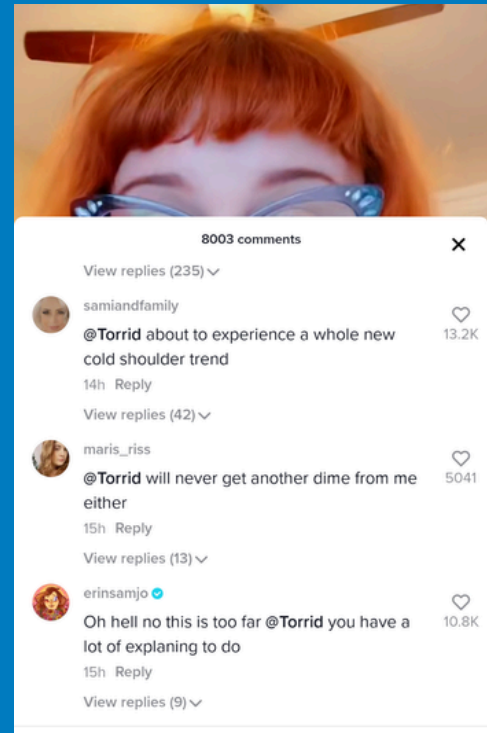 8003 comments
View replies (235)
samiandfamily
@Torrid about to experience a whole new
cold shoulder trend
13.2K
14h Reply
View replies (42)
maris_riss
@Torrid will never get another dime from me
either
5041
15h Reply
View replies (13)
erinsamjo
Oh hell no this is too far @Torrid you have a
lot of explaning to do
10.8K
15h Reply
View replies (9)